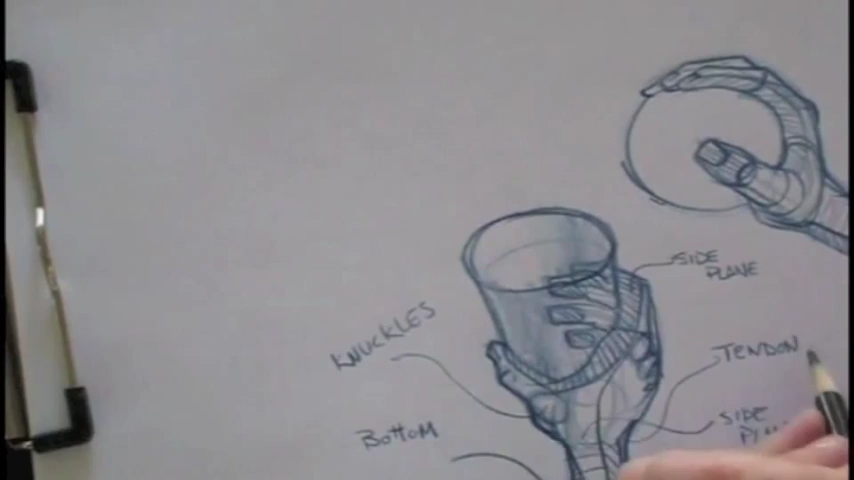 SIDE
PLANE
KNUCKLES
TENDON
SIDE
BOTTOM